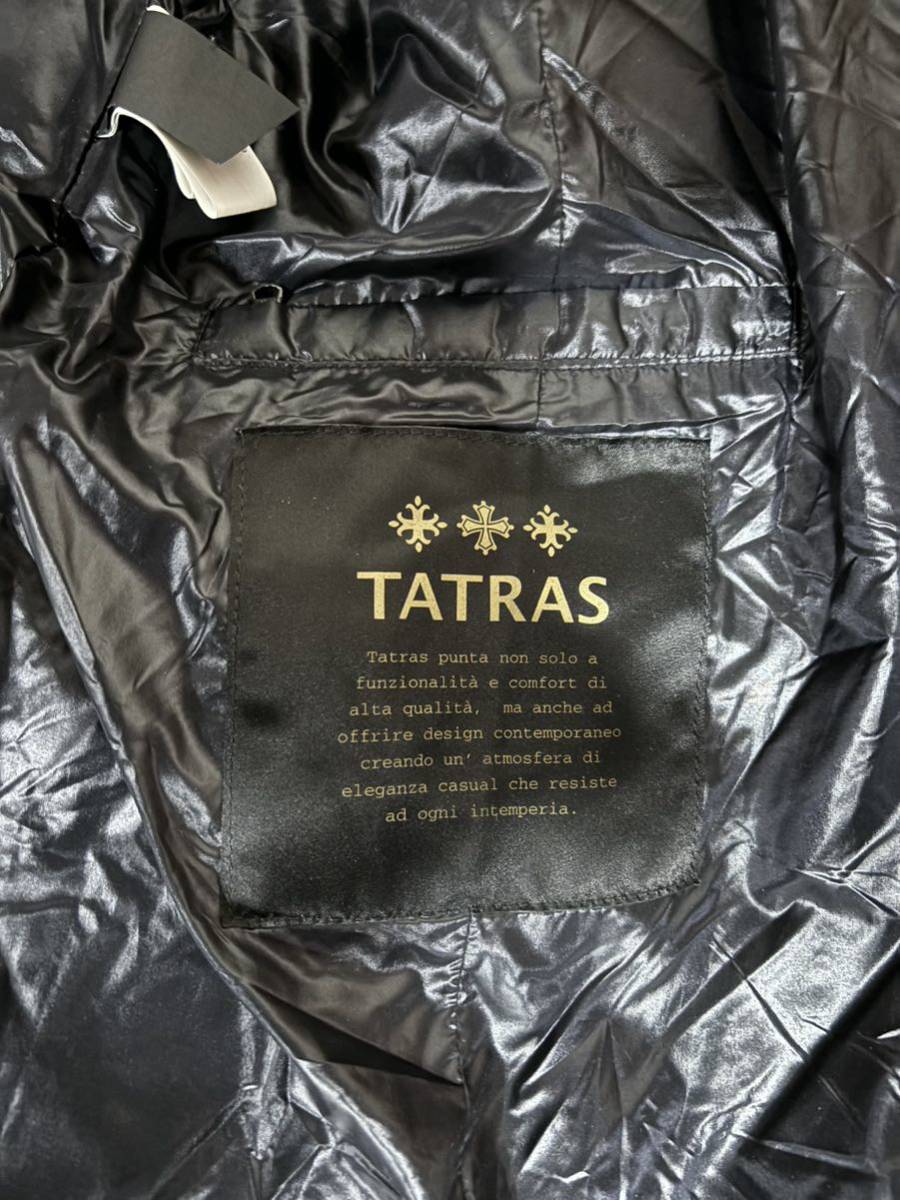 TATRAS
Tatras punta non solo a
funzionalità e comfort di
alta qualità, ma anche ad
offrire design contemporaneo
creando un' atmosfera di
eleganza casual che resiste
ad ogni intemperia.